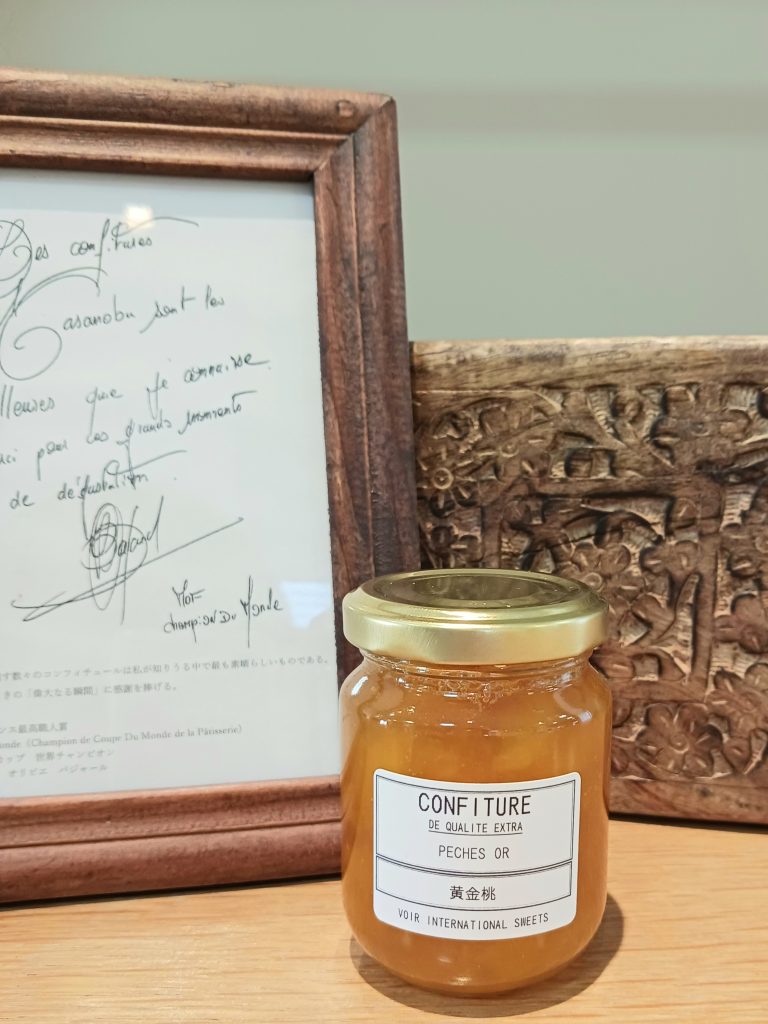 Des confitures
Masanobu sont les
lleures que je connaisse.
ci pour ces grands moments
de dégustation.
MOF
Champion Du Monde
す数々のコンフィチュールは私が知りうる中で最も素晴らしいものである。
きの「偉大なる瞬間」に感謝を捧げる。
ンス最高職人賞
onde（Champion de Coupe Du Monde de la Pâtisserie）
カップ 世界チャンピオン
オリビエ バジャール
CONFITURE
DE QUALITE EXTRA
PECHES OR
黄金桃
VOIR INTERNATIONAL SWEETS